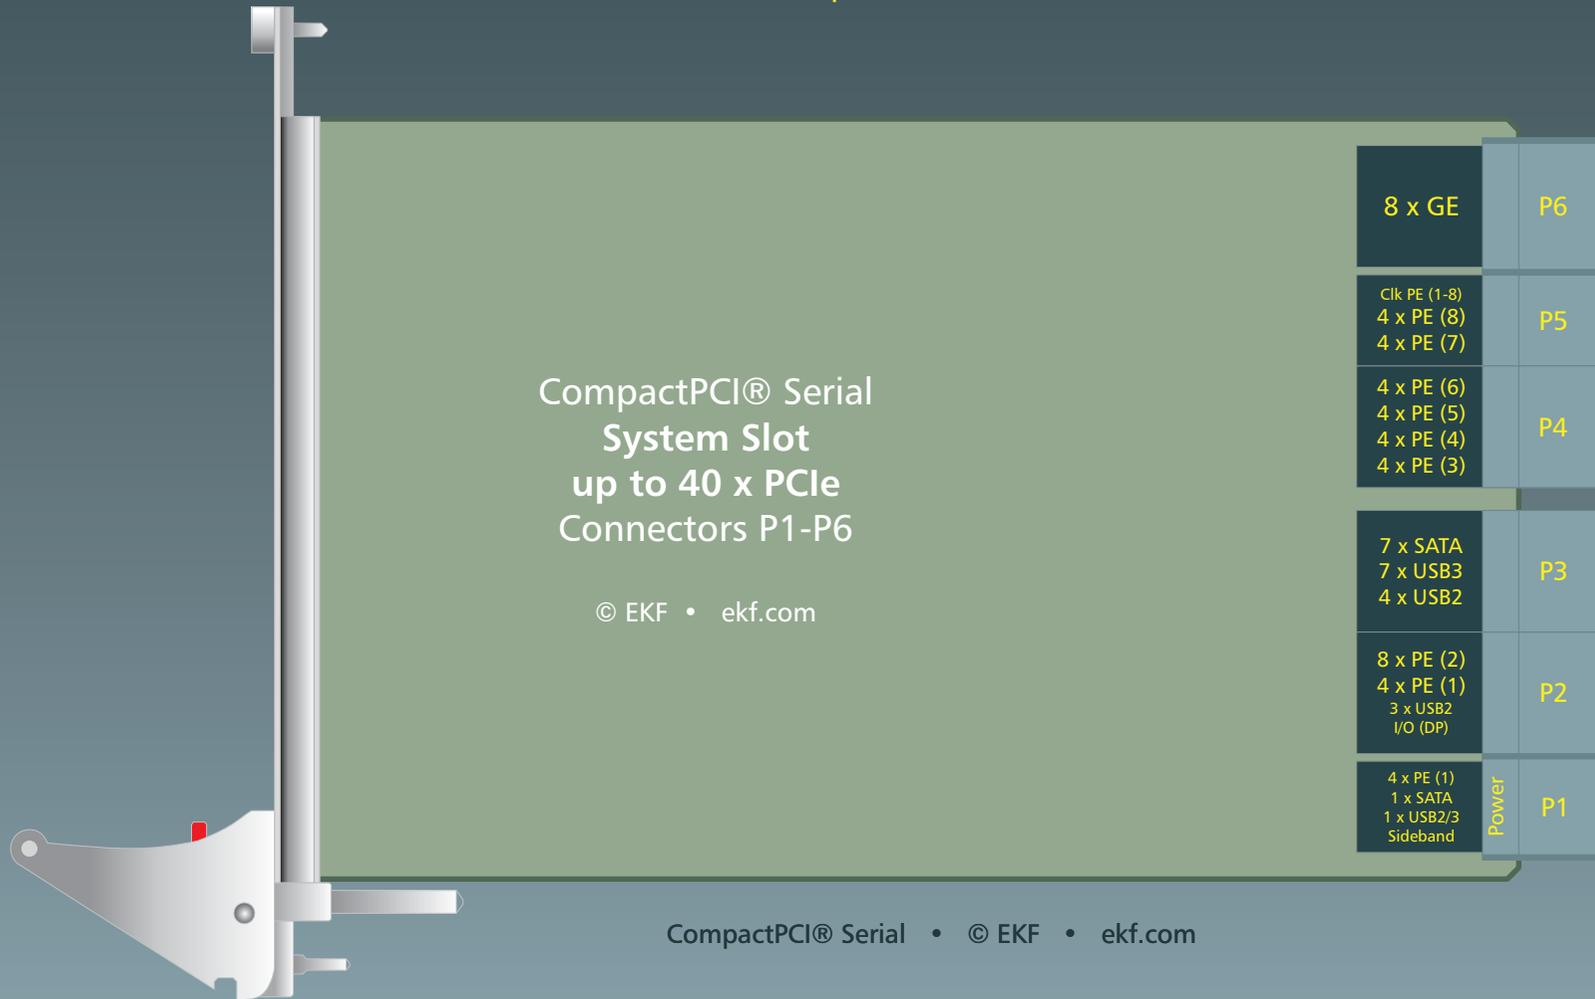 8 x GE
P6
Clk PE (1-8)
4 x PE (8)
4 x PE (7)
P5
CompactPCI® Serial
System Slot
up to 40 x PCIe
Connectors P1-P6
© EKF • ekf.com
4 x PE (6)
4 x PE (5)
4 x PE (4)
4 x PE (3)
P4
7 x SATA
7 x USB3
4 x USB2
P3
8 x PE (2)
4 x PE (1)
3 x USB2
I/O (DP)
P2
4 x PE (1)
1 x SATA
1 x USB2/3
Sideband
Power
P1
CompactPCI® Serial • © EKF • ekf.com